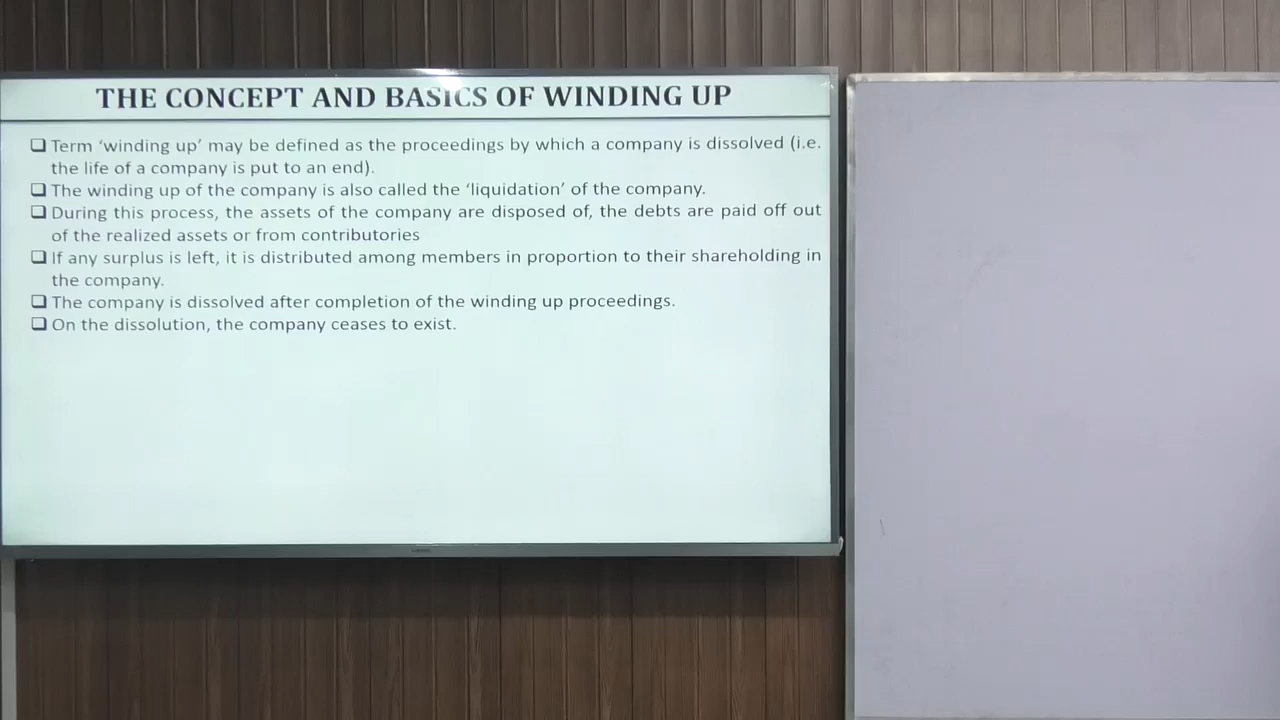 THE CONCEPT AND BASICS OF WINDING UP
❑ Term ‘winding up’ may be defined as the proceedings by which a company is dissolved (i.e.
the life of a company is put to an end).
❑ The winding up of the company is also called the ‘liquidation’ of the company.
❑ During this process, the assets of the company are disposed of, the debts are paid off out
of the realized assets or from contributories
❑ If any surplus is left, it is distributed among members in proportion to their shareholding in
the company.
❑ The company is dissolved after completion of the winding up proceedings.
❑ On the dissolution, the company ceases to exist.